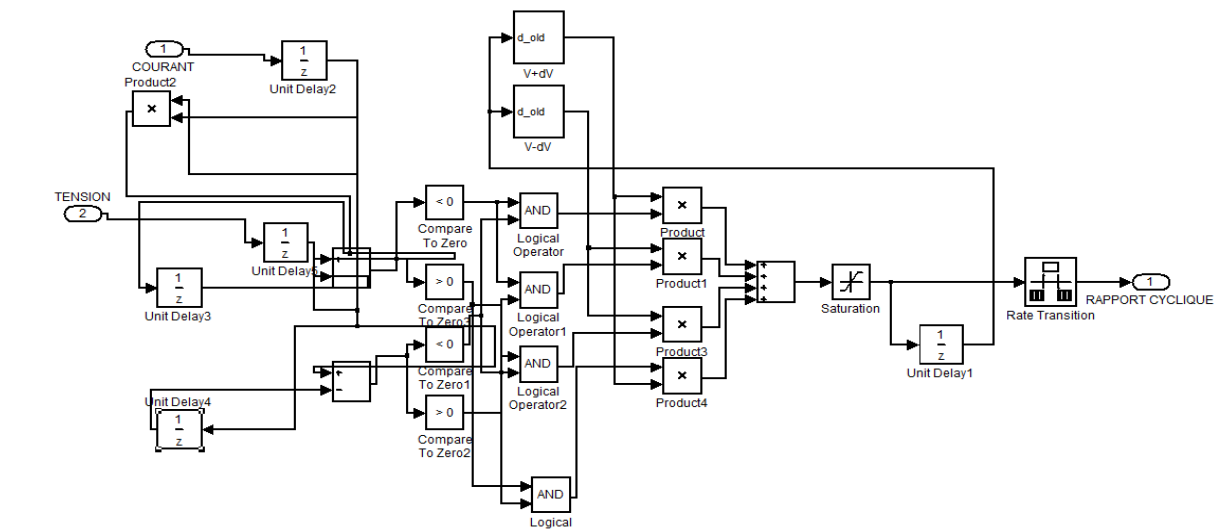 1
COURANT
1
z
Unit Delay2
Product2
×
TENSION
2
1
z
Unit Delay5
1
z
Unit Delay3
Unit Delay4
1
z
+
+
−
< 0
Compare
To Zero
> 0
Compare
To Zero3
< 0
Compare
To Zero1
> 0
Compare
To Zero2
d_old
V+dV
d_old
V-dV
AND
Logical
Operator
AND
Logical
Operator1
AND
Logical
Operator2
AND
Logical
×
Product
×
Product1
×
Product3
×
Product4
+
+
+
+
Saturation
1
z
Unit Delay1
Rate Transition
1
RAPPORT CYCLIQUE